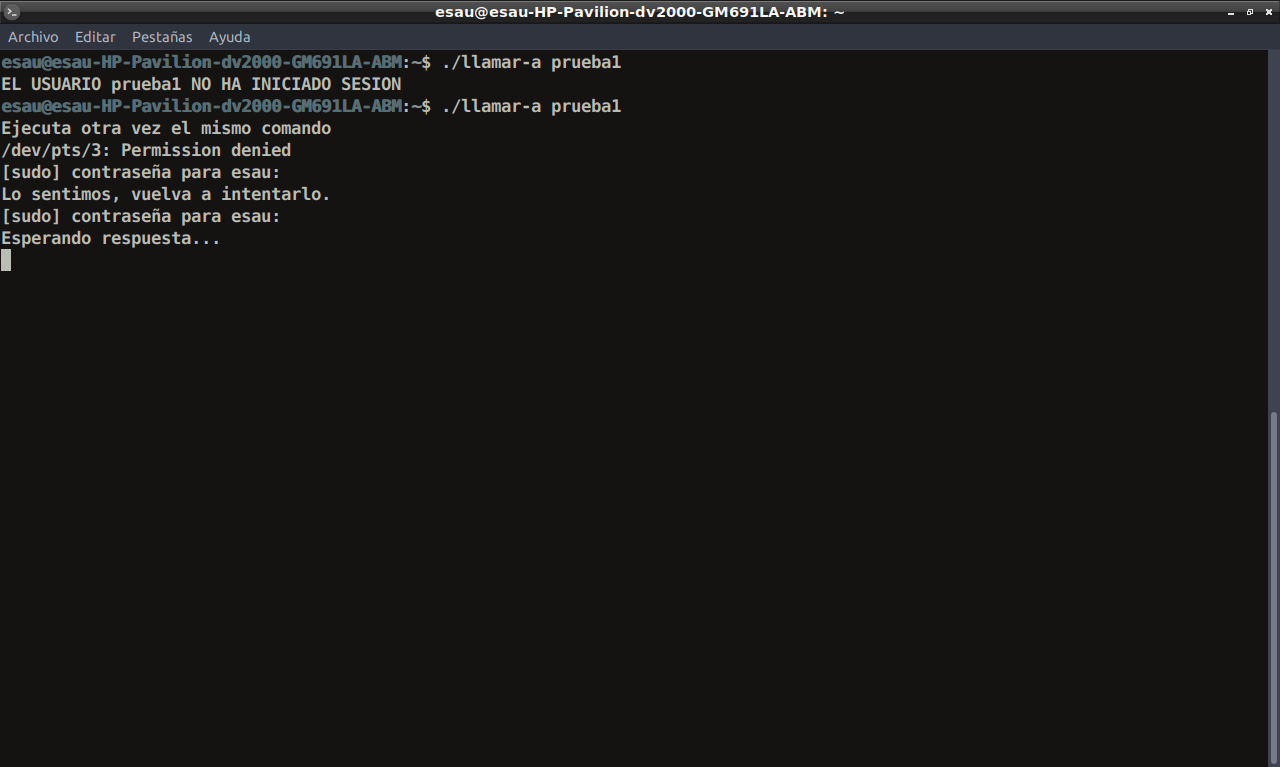 esau@esau-HP-Pavilion-dv2000-GM691LA-ABM: ~
Archivo Editar Pestañas Ayuda
esau@esau-HP-Pavilion-dv2000-GM691LA-ABM:~$ ./llamar-a prueba1
EL USUARIO prueba1 NO HA INICIADO SESION
esau@esau-HP-Pavilion-dv2000-GM691LA-ABM:~$ ./llamar-a prueba1
Ejecuta otra vez el mismo comando
/dev/pts/3: Permission denied
[sudo] contraseña para esau:
Lo sentimos, vuelva a intentarlo.
[sudo] contraseña para esau:
Esperando respuesta...